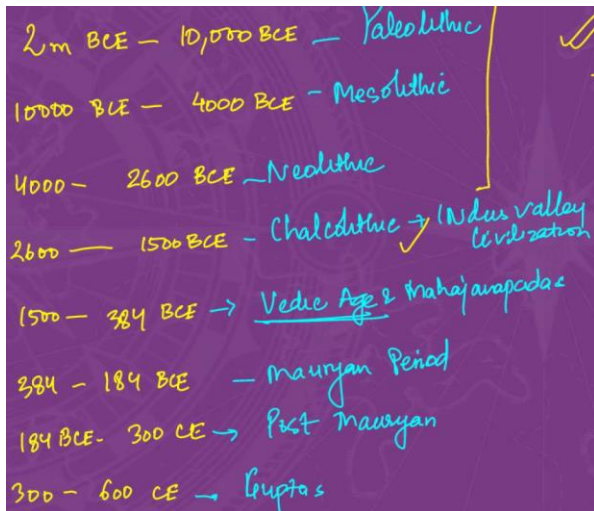 2m BCE – 10,000 BCE – Paleolithic
10000 BCE – 4000 BCE – Mesolithic
4000 – 2600 BCE – Neolithic
2600 — 1500 BCE – Chalcolithic → Indus Valley
Civilization
1500 – 384 BCE → Vedic Age & Mahajanapadas
384 – 184 BCE – Mauryan Period
184 BCE – 300 CE → Post Mauryan
300 – 600 CE → Guptas